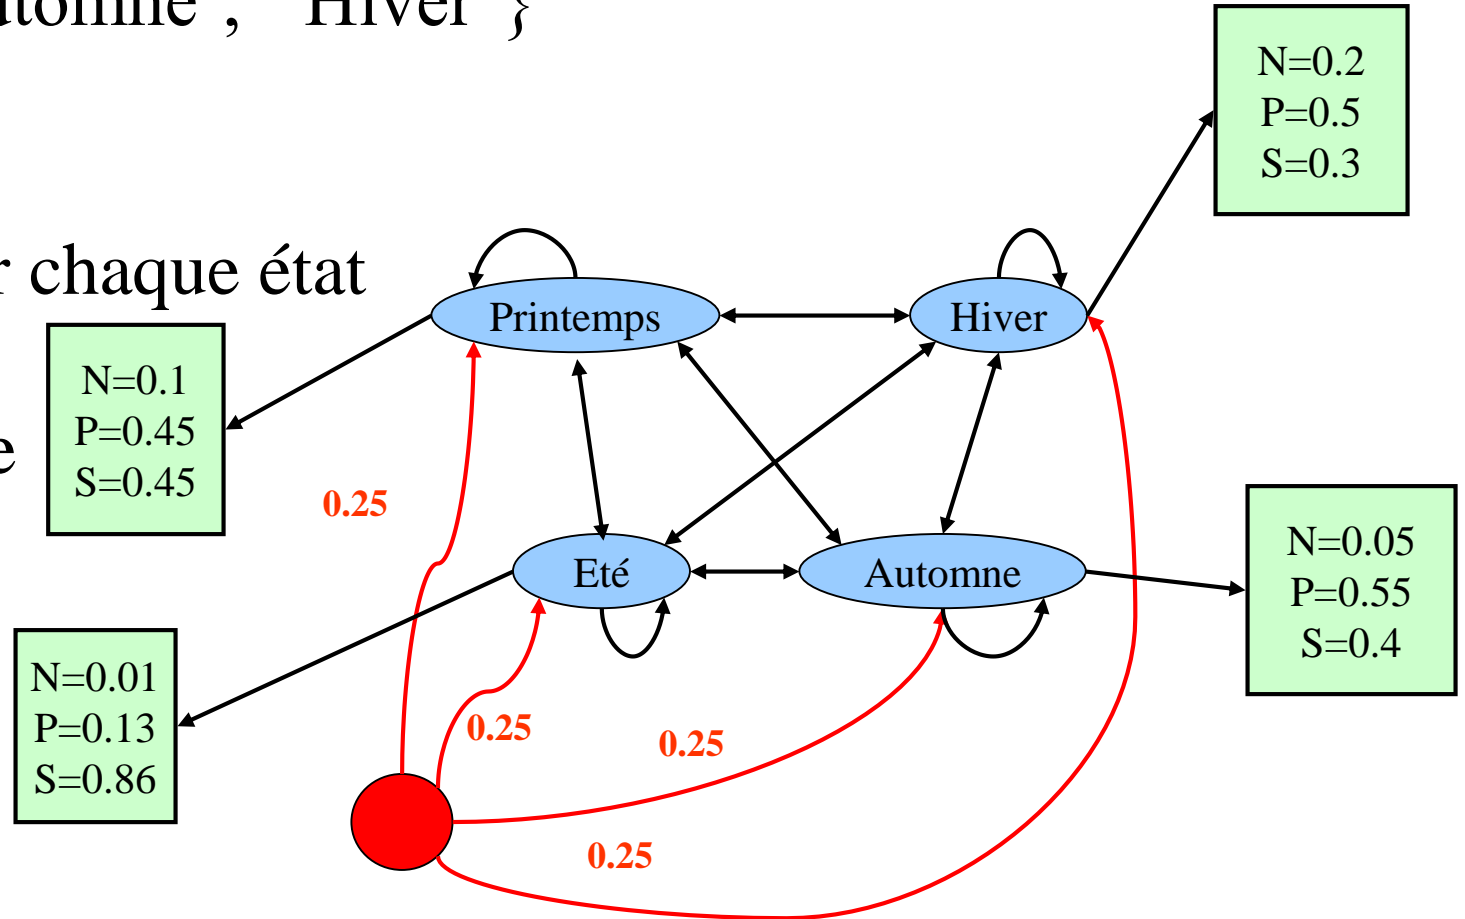 utomne", "Hiver"}
N=0.2
P=0.5
S=0.3
r chaque état
Printemps
Hiver
N=0.1
P=0.45
S=0.45
e
0.25
Eté
Automne
N=0.05
P=0.55
S=0.4
N=0.01
P=0.13
S=0.86
0.25
0.25
0.25